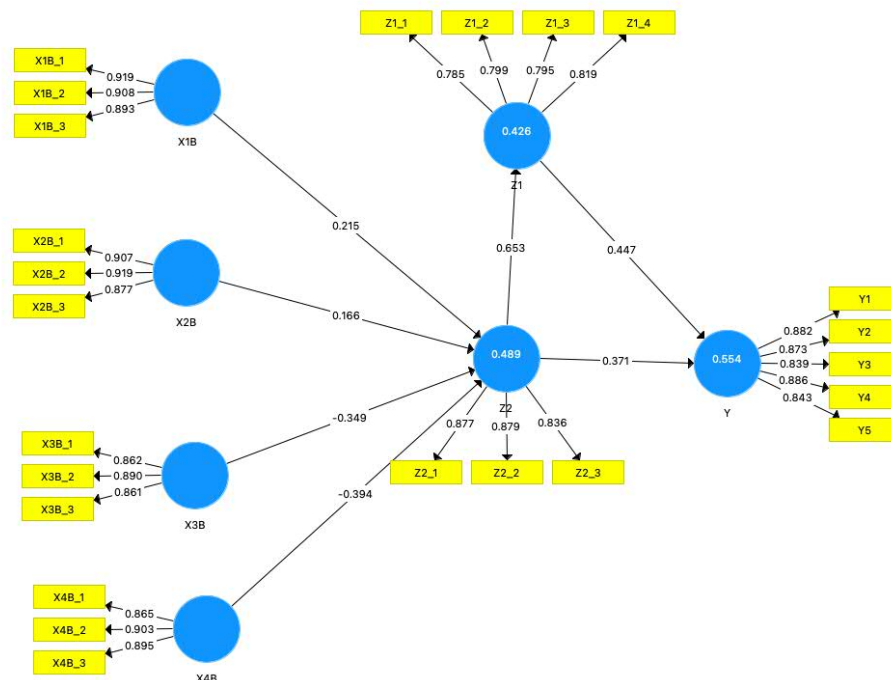 Z1_1 Z1_2 Z1_3 Z1_4
0.785 0.799 0.795 0.819
0.426
Z1
X1B_1
X1B_2
X1B_3
0.919
0.908
0.893
X1B
0.215
0.653
0.447
X2B_1
X2B_2
X2B_3
0.907
0.919
0.877
X2B
0.166
0.489
Z2
0.371
0.554
Y
0.882
0.873
0.839
0.886
0.843
Y1
Y2
Y3
Y4
Y5
0.877 0.879 0.836
Z2_1 Z2_2 Z2_3
X3B_1
X3B_2
X3B_3
0.862
0.890
0.861
X3B
-0.349
-0.394
X4B_1
X4B_2
X4B_3
0.865
0.903
0.895
X4B